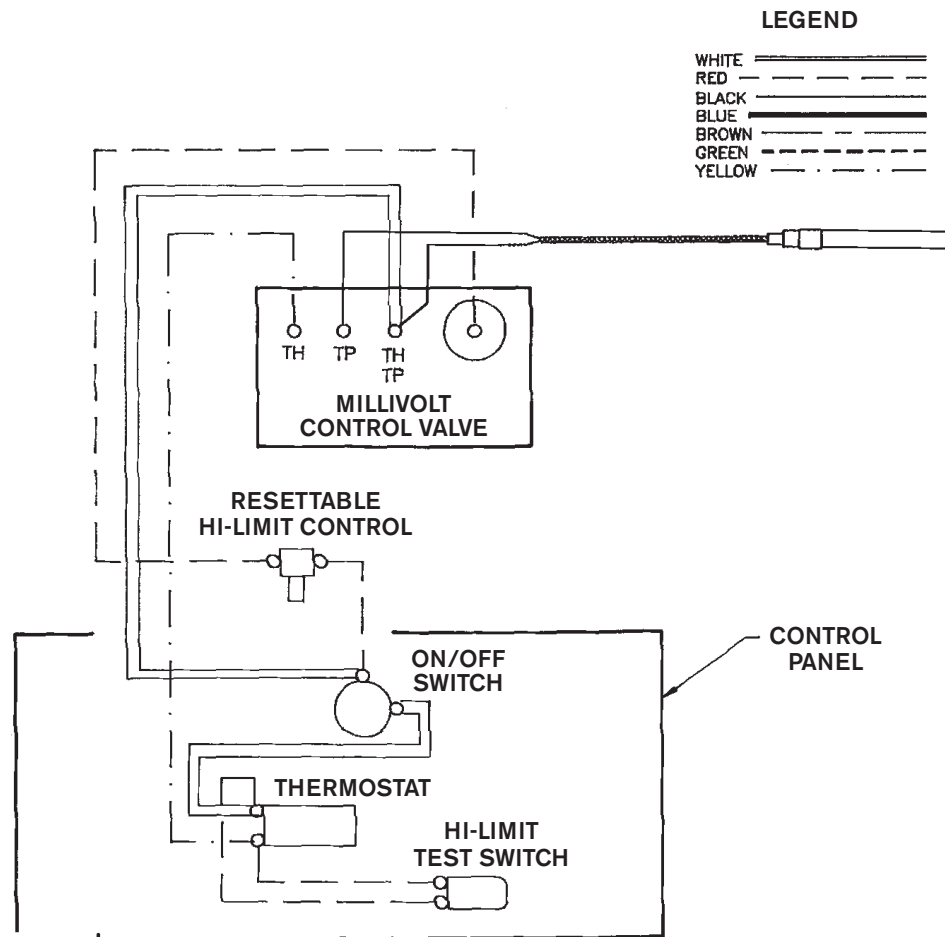 LEGEND
WHITE
RED
BLACK
BLUE
BROWN
GREEN
YELLOW
TH
TP
TH
TP
MILLIVOLT
CONTROL VALVE
RESETTABLE
HI-LIMIT CONTROL
ON/OFF
SWITCH
CONTROL
PANEL
THERMOSTAT
HI-LIMIT
TEST SWITCH